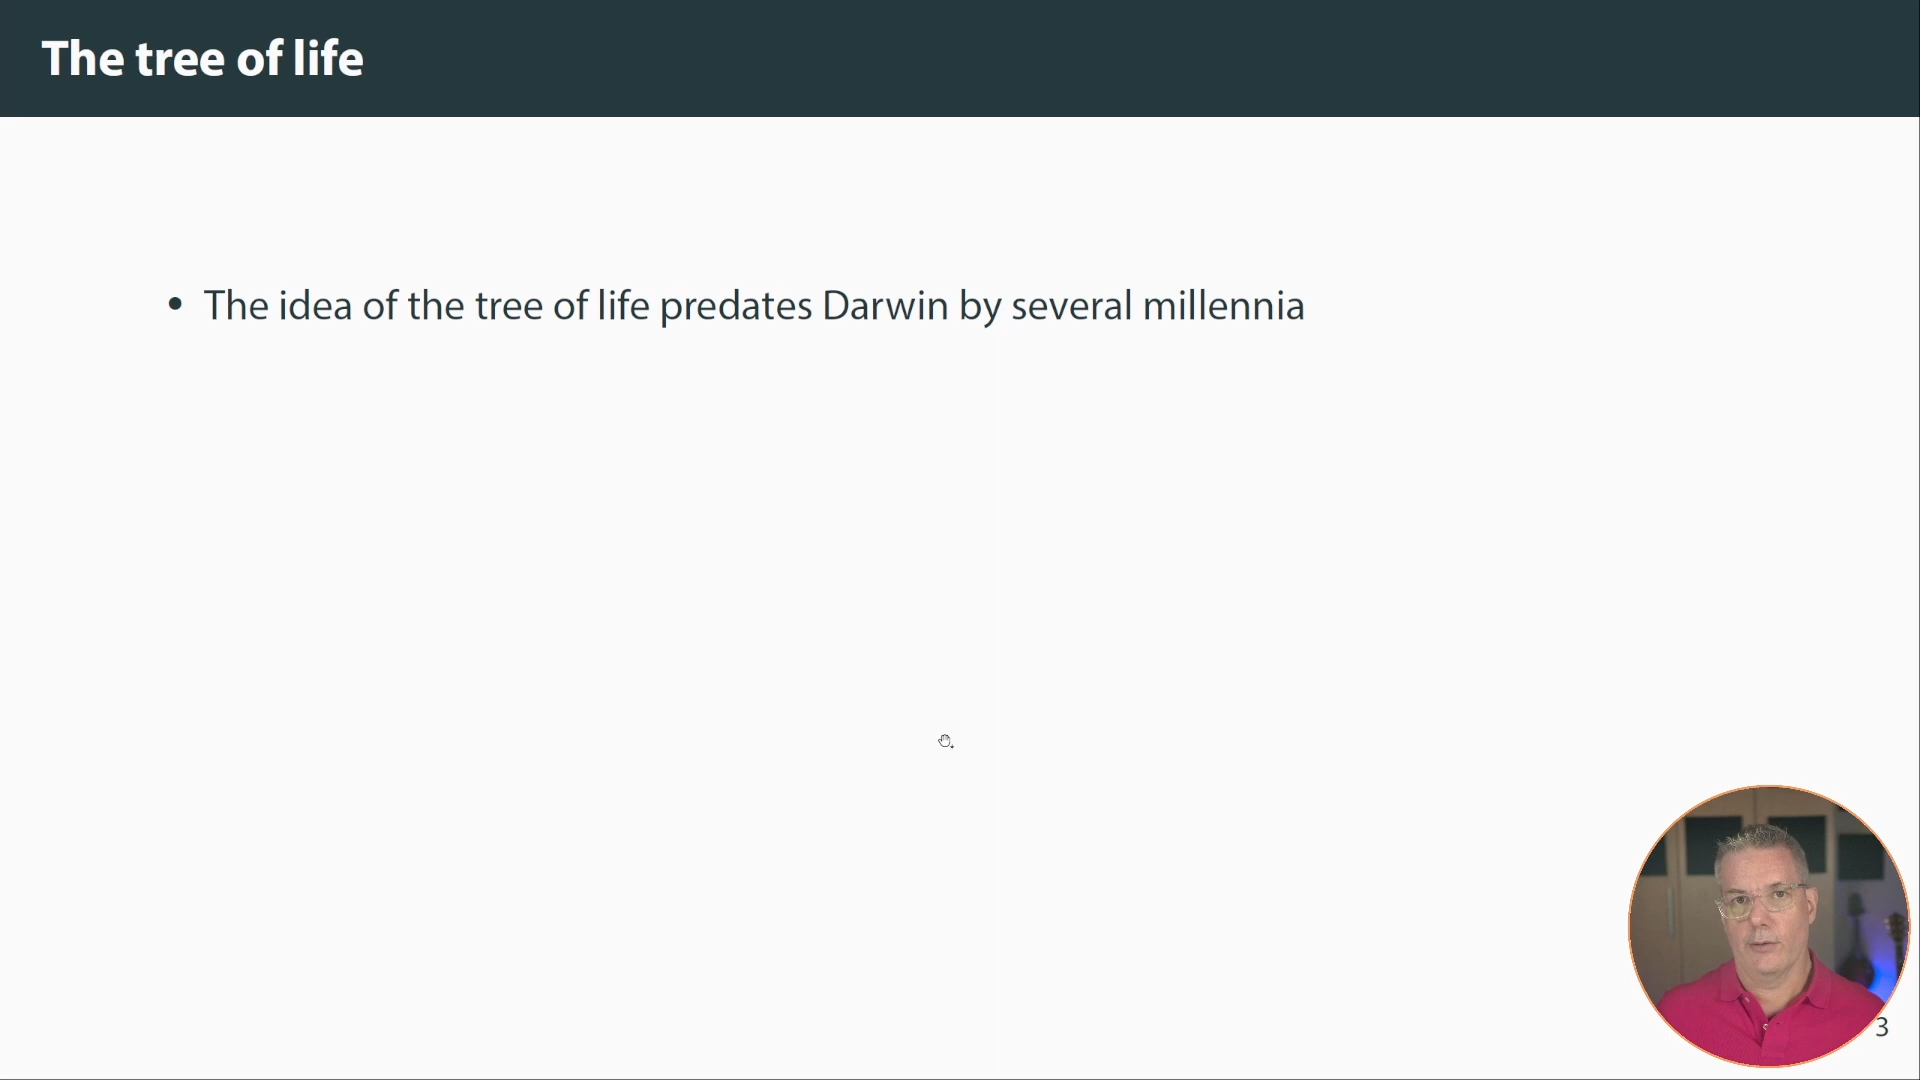 The tree of life
• The idea of the tree of life predates Darwin by several millennia
3